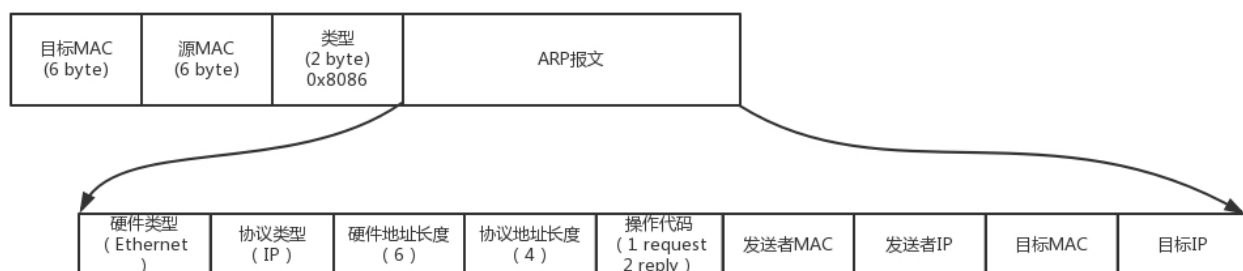 目标MAC
(6 byte)
源MAC
(6 byte)
类型
(2 byte)
0x8086
ARP报文
硬件类型
（Ethernet
）
协议类型
（IP）
硬件地址长度
（6）
协议地址长度
（4）
操作代码
（1 request
2 reply）
发送者MAC
发送者IP
目标MAC
目标IP